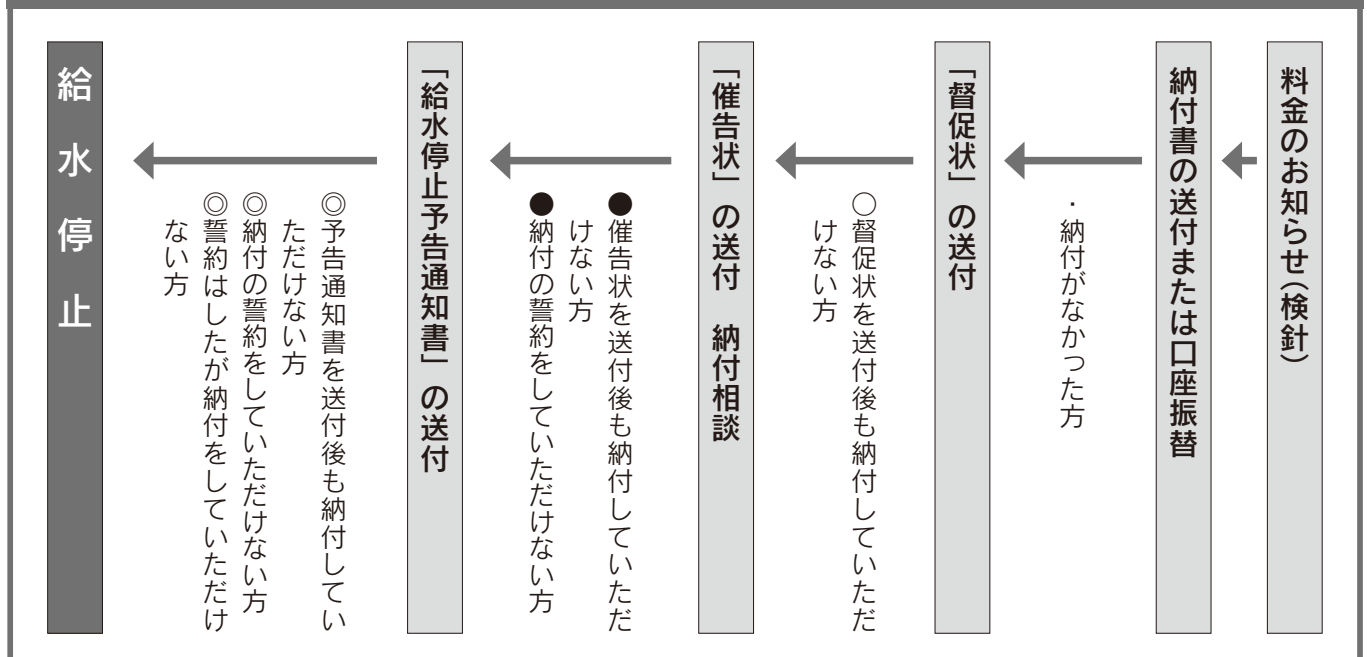 料金のお知らせ（検針）
納付書の送付または口座振替
・納付がなかった方
「督促状」の送付
○督促状を送付後も納付していただ
けない方
「催告状」の送付　納付相談
●催告状を送付後も納付していただ
けない方
●納付の誓約をしていただけない方
「給水停止予告通知書」の送付
◎予告通知書を送付後も納付してい
ただけない方
◎納付の誓約をしていただけない方
◎誓約はしたが納付をしていただけ
ない方
給水停止